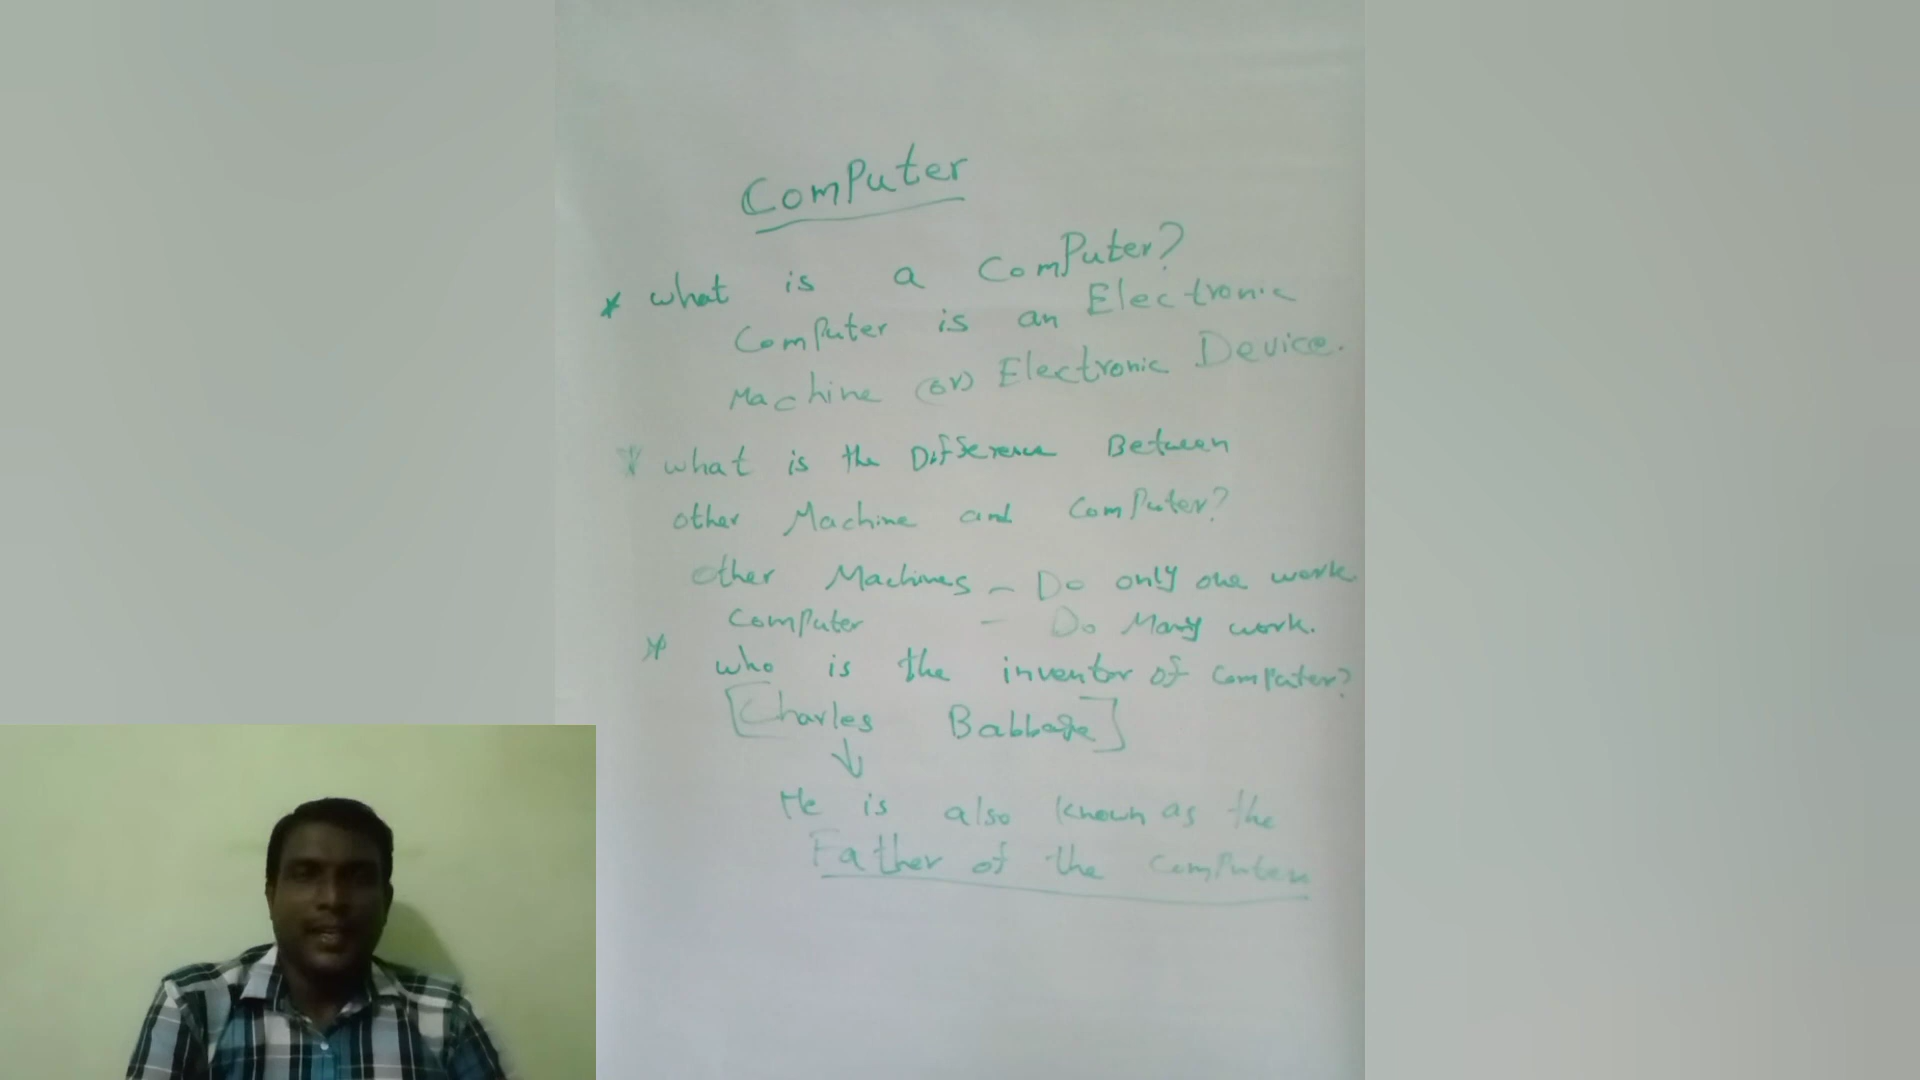 Computer
* what is a Computer?
Computer is an Electronic
Machine (or) Electronic Device.
* what is the Difference Between
other Machine and Computer?
other Machines - Do only one work
Computer - Do Many work.
* who is the inventor of computer?
[Charles Babbage]
↓
He is also known as the
Father of the Computer